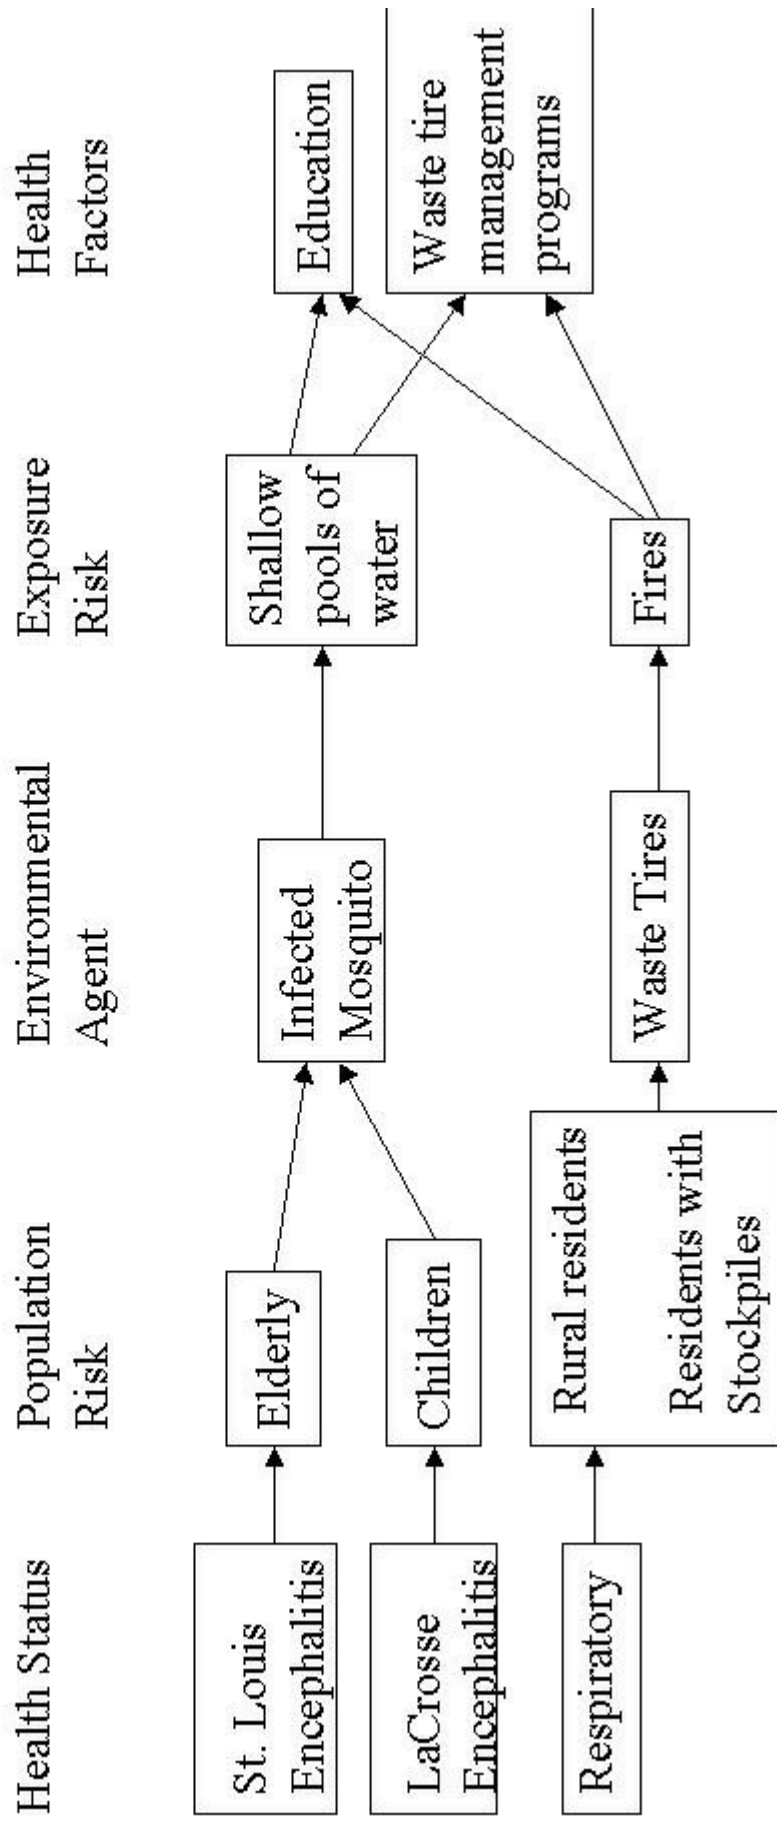 Health Status
Population
Risk
Environmental
Agent
Exposure
Risk
Health
Factors
St. Louis
Encephalitis
Elderly
LaCrosse
Encephalitis
Children
Infected
Mosquito
Shallow
pools of
water
Education
Waste tire
management
programs
Respiratory
Rural residents
Residents with
Stockpiles
Waste Tires
Fires